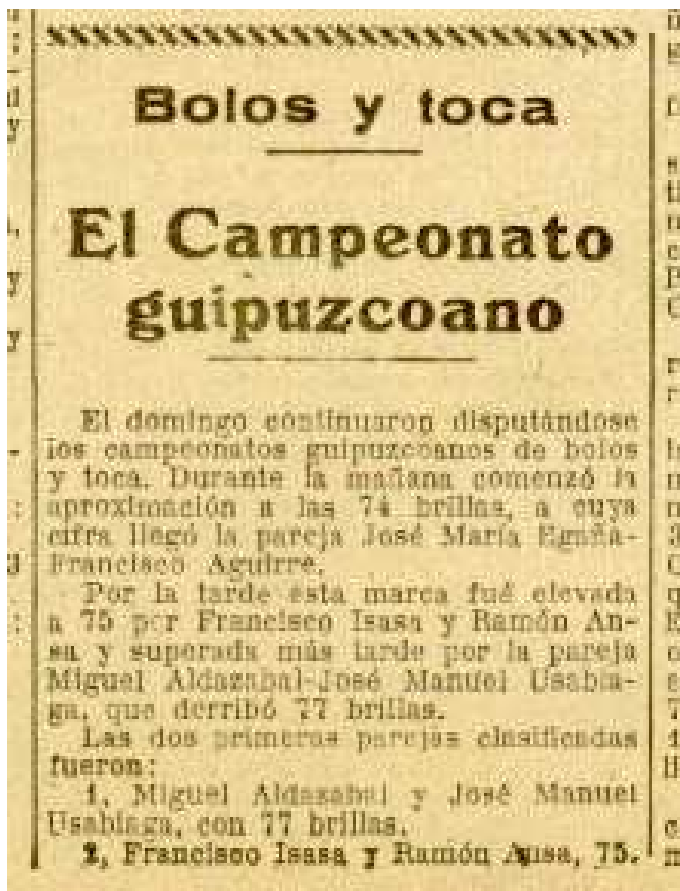 Bolos y toca
El Campeonato
guipuzcoano
El domingo continuaron disputándose
los campeonatos guipuzcoanos de bolos
y toca. Durante la mañana comenzó la
aproximación a las 74 brillas, a cuya
cifra llegó la pareja José María Egaña-
Francisco Aguirre.
Por la tarde esta marca fué elevada
a 75 por Francisco Isasa y Ramón An-
sa y superada más tarde por la pareja
Miguel Aldazabal-José Manuel Usabia-
ga, que derribó 77 brillas.
Las dos primeras parejas clasificadas
fueron:
1, Miguel Aldazabal y José Manuel
Usabiaga, con 77 brillas.
2, Francisco Isasa y Ramón Ansa, 75.